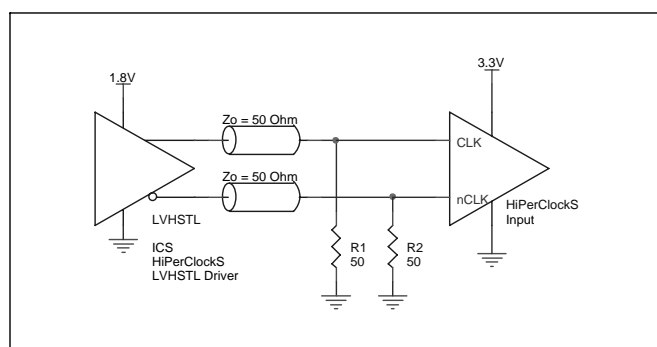 1.8V
3.3V
Zo = 50 Ohm
CLK
Zo = 50 Ohm
nCLK
HiPerClockS
Input
LVHSTL
ICS
HiPerClockS
LVHSTL Driver
R1
50
R2
50